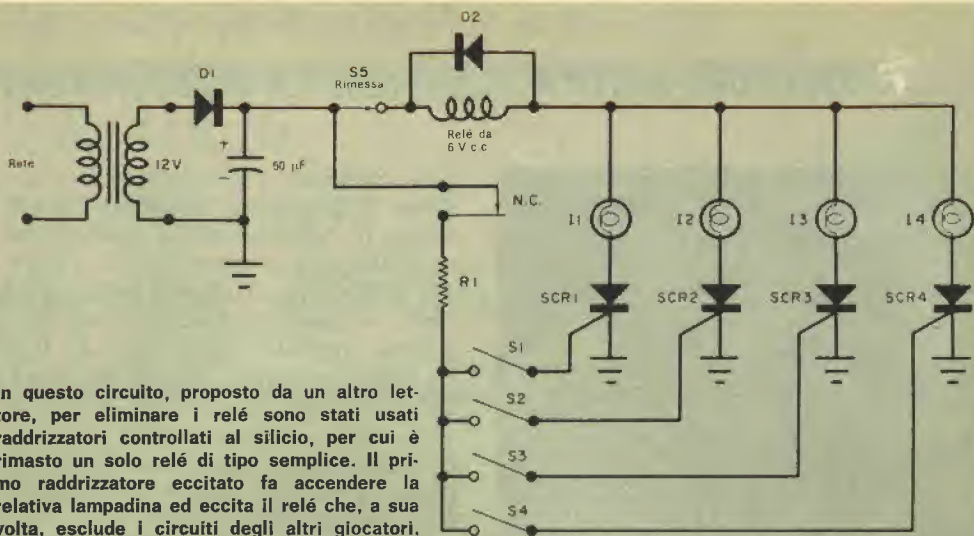 D2
D1
S5
Rimessa
Rete
12V
+
-
50 µF
Relé da
6 V c c
N.C.
I1
I2
I3
I4
R1
SCR1
SCR2
SCR3
SCR4
S1
S2
S3
S4
n questo circuito, proposto da un altro let-
tore, per eliminare i relé sono stati usati
raddrizzatori controllati al silicio, per cui è
rimasto un solo relé di tipo semplice. Il pri-
mo raddrizzatore eccitato fa accendere la
relativa lampadina ed eccita il relé che, a sua
volta, esclude i circuiti degli altri giocatori.